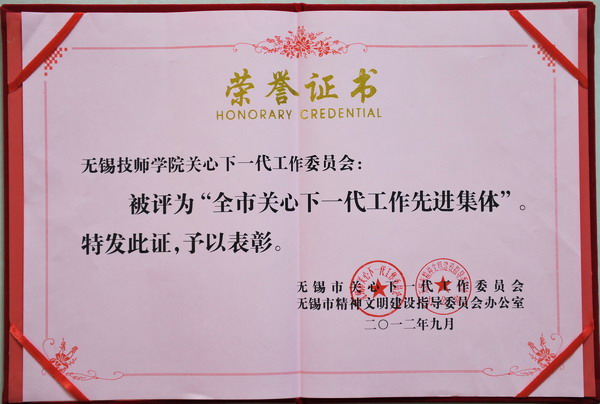 荣誉证书
HONORARY CREDENTIAL
无锡技师学院关心下一代工作委员会：
被评为“全市关心下一代工作先进集体”。
特发此证，予以表彰。
无锡市关心下一代工作委员会
无锡市精神文明建设指导委员会办公室
二〇一二年九月